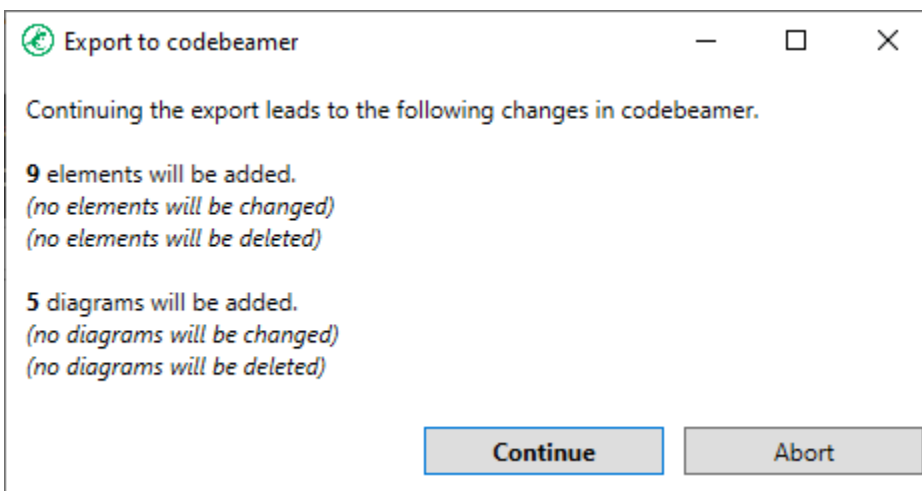 Export to codebeamer
Continuing the export leads to the following changes in codebeamer.
9 elements will be added.
(no elements will be changed)
(no elements will be deleted)
5 diagrams will be added.
(no diagrams will be changed)
(no diagrams will be deleted)
Continue
Abort